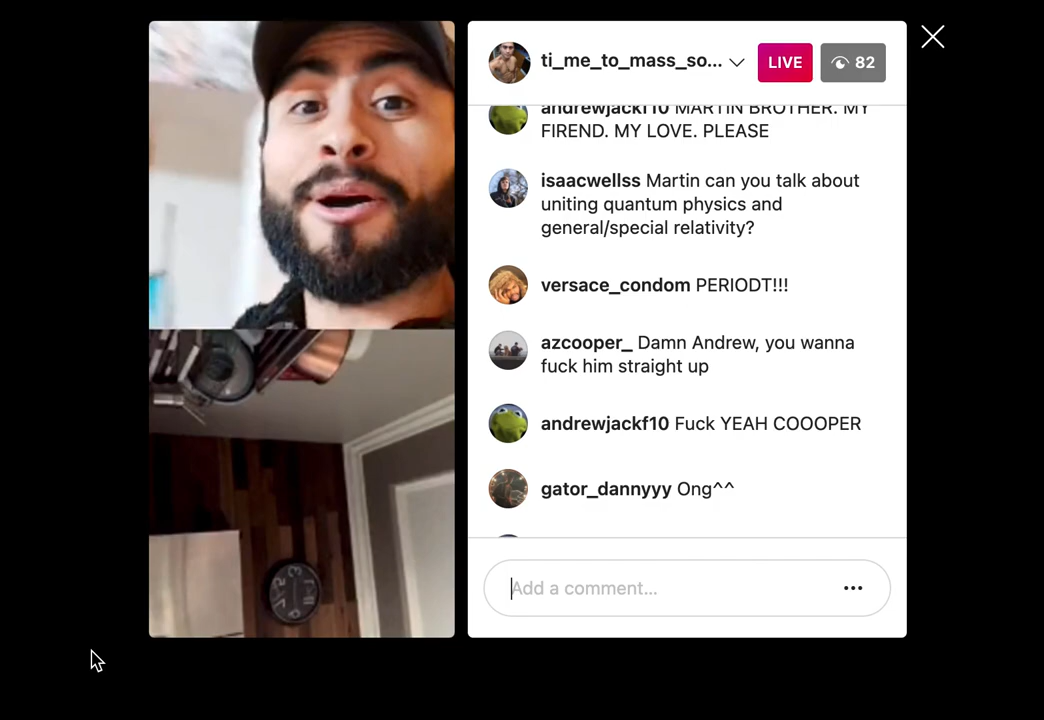 ti_me_to_mass_so...
LIVE
82
andrewjackf10 MARTIN BROTHER. MY
FIREND. MY LOVE. PLEASE
isaacwellss Martin can you talk about
uniting quantum physics and
general/special relativity?
versace_condom PERIODT!!!
azcooper_ Damn Andrew, you wanna
fuck him straight up
andrewjackf10 Fuck YEAH COOOPER
gator_dannyyy Ong^^
Add a comment...